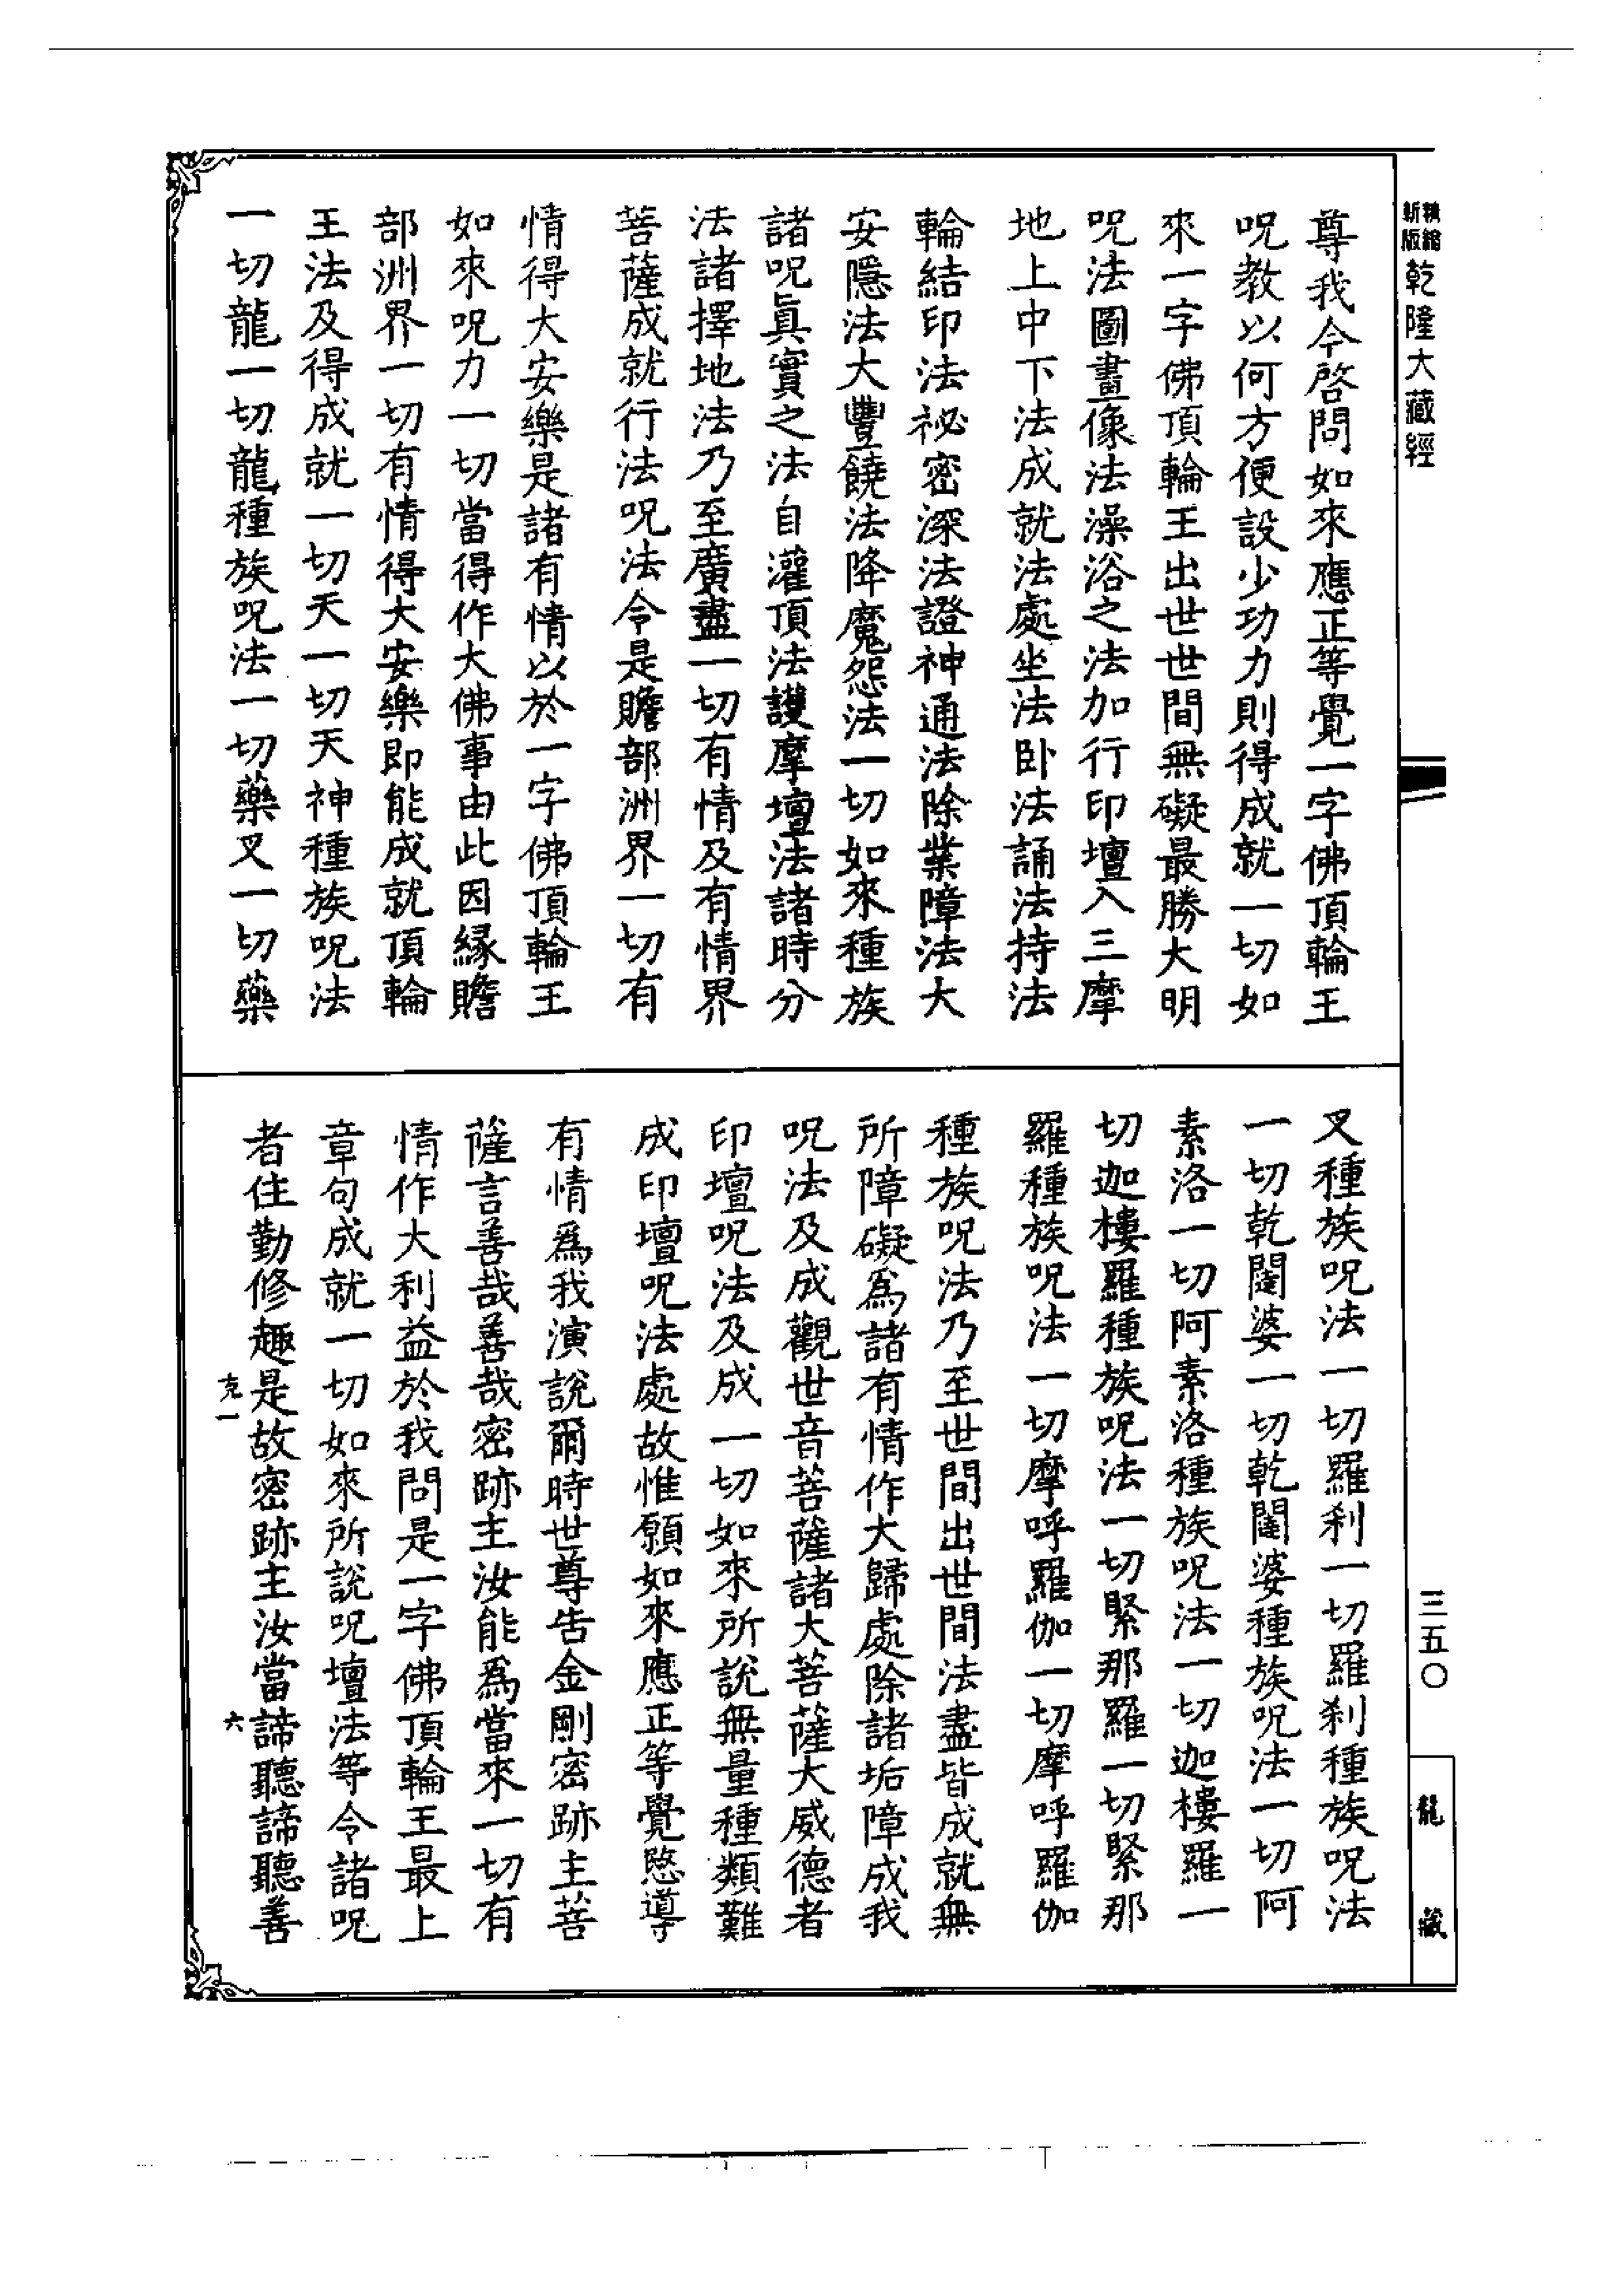 精縮新版乾隆大藏經
三五〇
龍藏
尊我今啓問如來應正等覺一字佛頂輪王
呪教以何方便設少功力則得成就一切如
來一字佛頂輪王出世世間無礙最勝大明
呪法圖畫像法澡浴之法加行印壇入三摩
地上中下法成就法處坐法卧法誦法持法
輪結印法祕密深法證神通法除業障法大
安隱法大豐饒法降魔怨法一切如來種族
諸呪眞實之法自灌頂法護摩壇法諸時分
法諸擇地法乃至廣盡一切有情及有情界
菩薩成就行法呪法令是贍部洲界一切有
情得大安樂是諸有情以於一字佛頂輪王
如來呪力一切當得作大佛事由此因緣贍
部洲界一切有情得大安樂即能成就頂輪
王法及得成就一切天一切天神種族呪法
一切龍一切龍種族呪法一切藥叉一切藥
叉種族呪法一切羅刹一切羅刹種族呪法
一切乾闥婆一切乾闥婆種族呪法一切阿
素洛一切阿素洛種族呪法一切迦樓羅一
切迦樓羅種族呪法一切緊那羅一切緊那
羅種族呪法一切摩呼羅伽一切摩呼羅伽
種族呪法乃至世間出世間法盡皆成就無
所障礙爲諸有情作大歸處除諸垢障成我
呪法及成觀世音菩薩諸大菩薩大威德者
印壇呪法及成一切如來所說無量種類難
成印壇呪法處故惟願如來應正等覺愍導
有情爲我演說爾時世尊告金剛密跡主菩
薩言善哉善哉密跡主汝能爲當來一切有
情作大利益於我問是一字佛頂輪王最上
章句成就一切如來所說呪壇法等令諸呪
者住勤修趣是故密跡主汝當諦聽諦聽善
克一
六